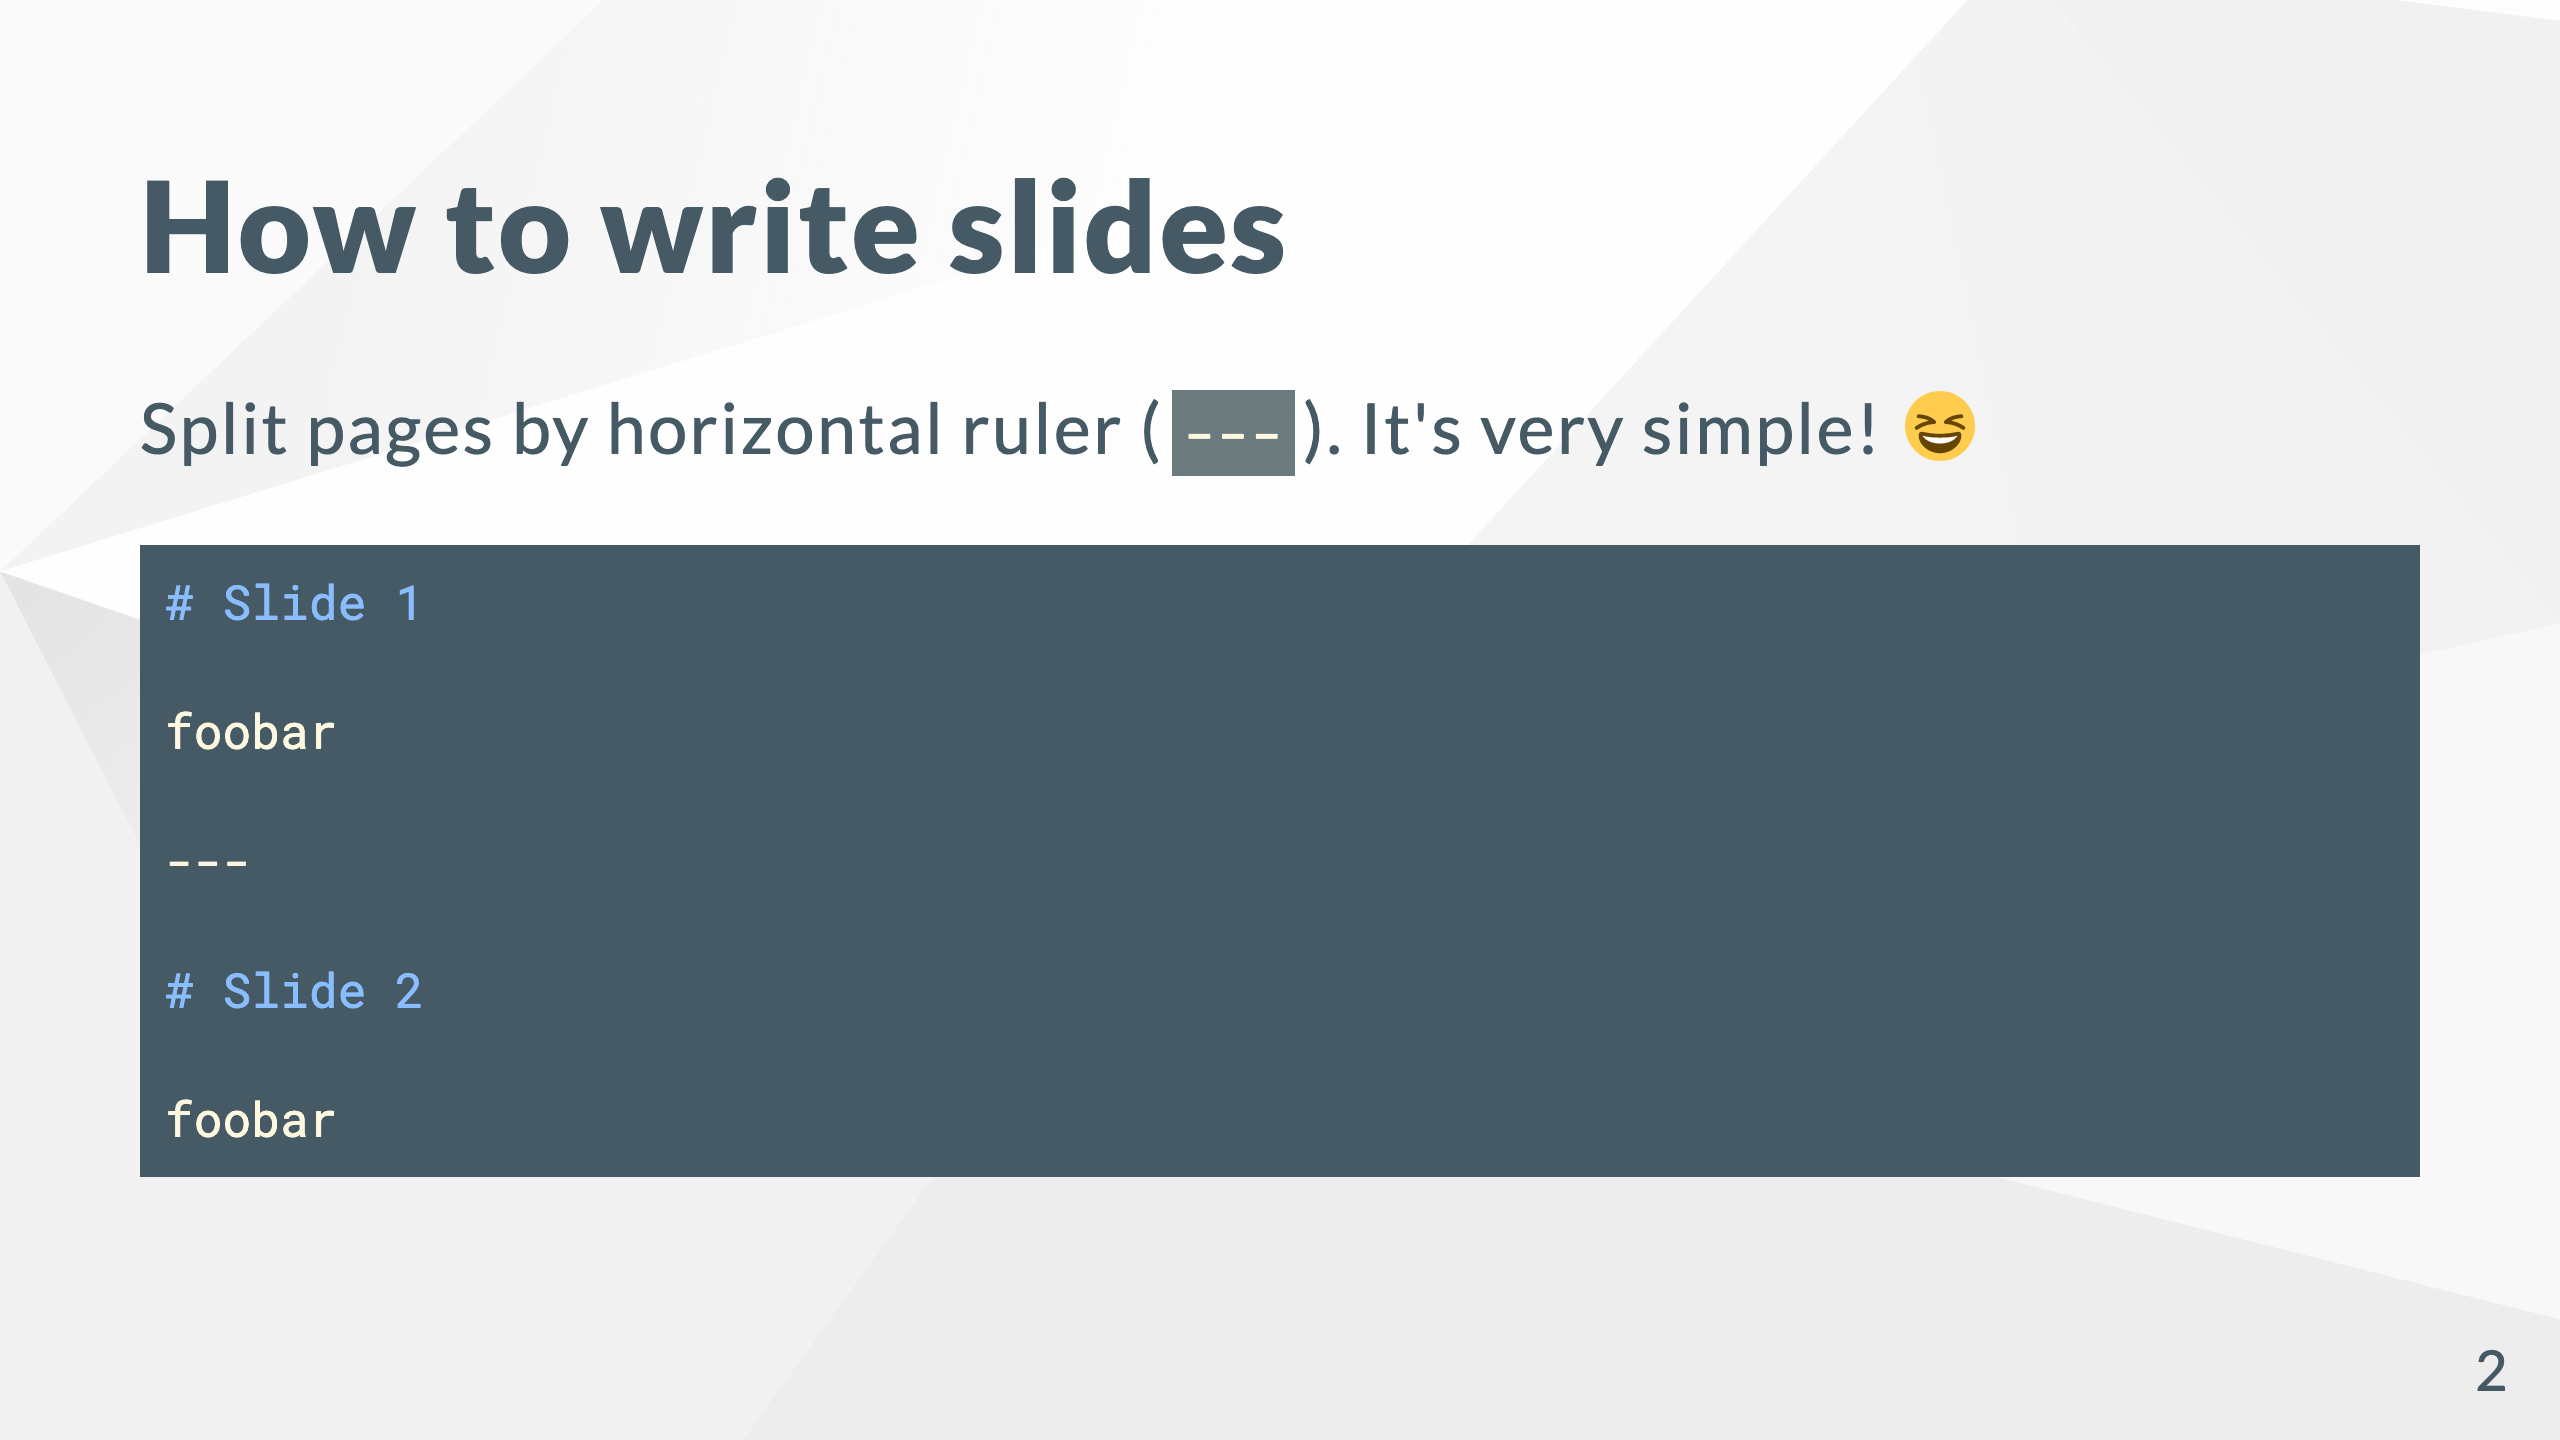 How to write slides
Split pages by horizontal ruler ( --- ). It's very simple! 😆
# Slide 1
foobar
---
# Slide 2
foobar
2